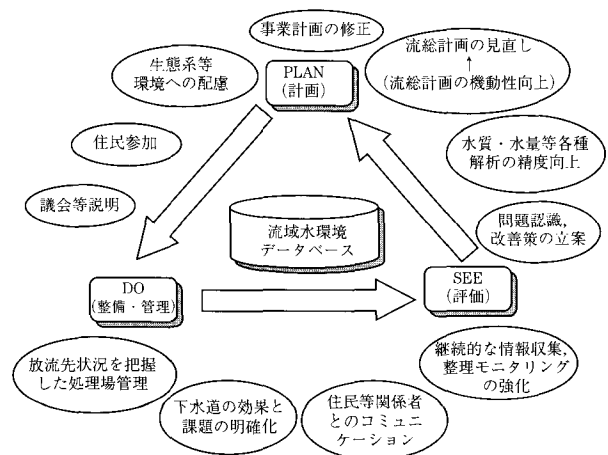 事業計画の修正
流総計画の見直し
↑
(流総計画の機動性向上)
生態系等
環境への配慮
PLAN
(計画)
住民参加
水質・水量等各種
解析の精度向上
議会等説明
流域水環境
データベース
問題認識,
改善策の立案
DO
(整備・管理)
SEE
(評価)
放流先状況を把握
した処理場管理
継続的な情報収集,
整理モニタリング
の強化
下水道の効果と
課題の明確化
住民等関係者
とのコミュニ
ケーション